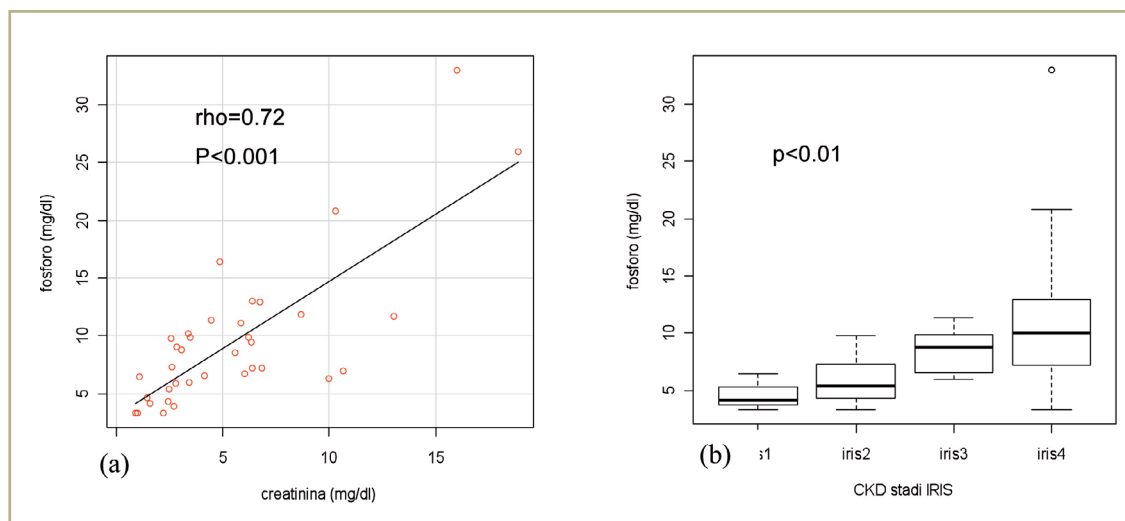 30
25
20
15
10
5
rho=0.72
P<0.001
fosforo (mg/dl)
5
10
15
creatinina (mg/dl)
(a)
30
25
20
15
10
5
p<0.01
fosforo (mg/dl)
s1
iris2
iris3
iris4
CKD stadi IRIS
(b)